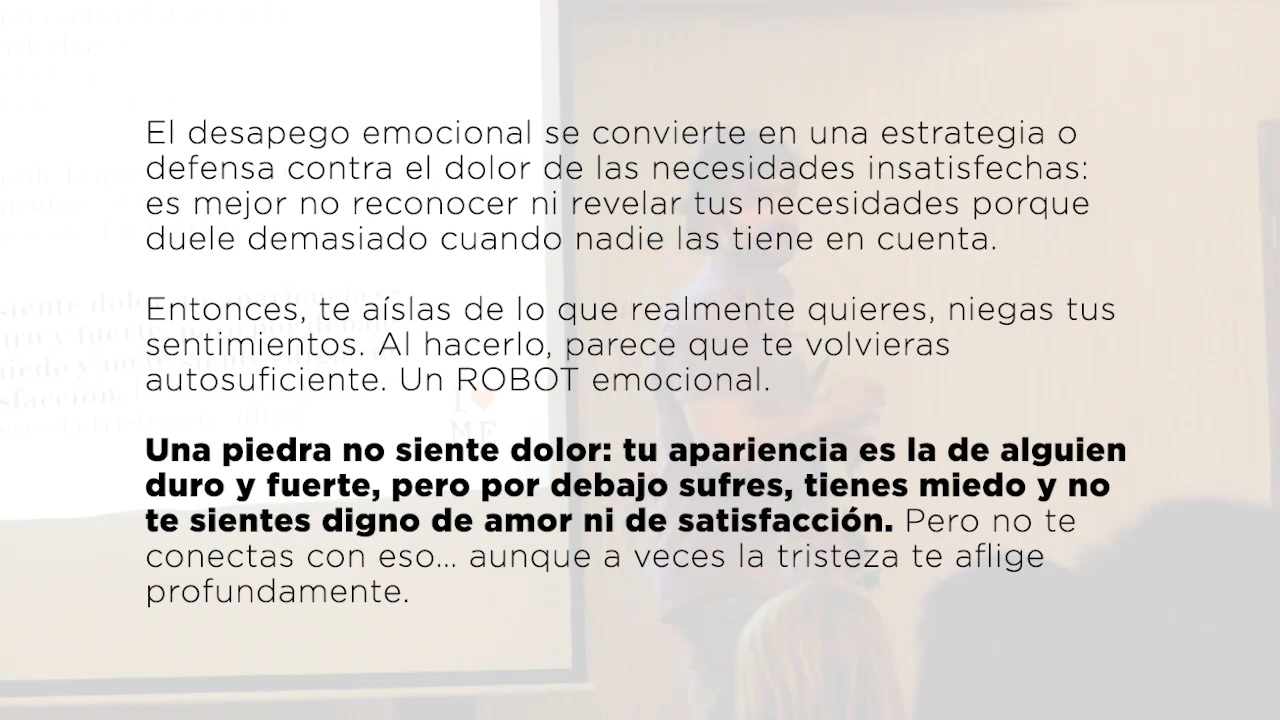 El desapego emocional se convierte en una estrategia o
defensa contra el dolor de las necesidades insatisfechas:
es mejor no reconocer ni revelar tus necesidades porque
duele demasiado cuando nadie las tiene en cuenta.
Entonces, te aíslas de lo que realmente quieres, niegas tus
sentimientos. Al hacerlo, parece que te volvieras
autosuficiente. Un ROBOT emocional.
Una piedra no siente dolor: tu apariencia es la de alguien
duro y fuerte, pero por debajo sufres, tienes miedo y no
te sientes digno de amor ni de satisfacción. Pero no te
conectas con eso... aunque a veces la tristeza te aflige
profundamente.
I ❤ ME